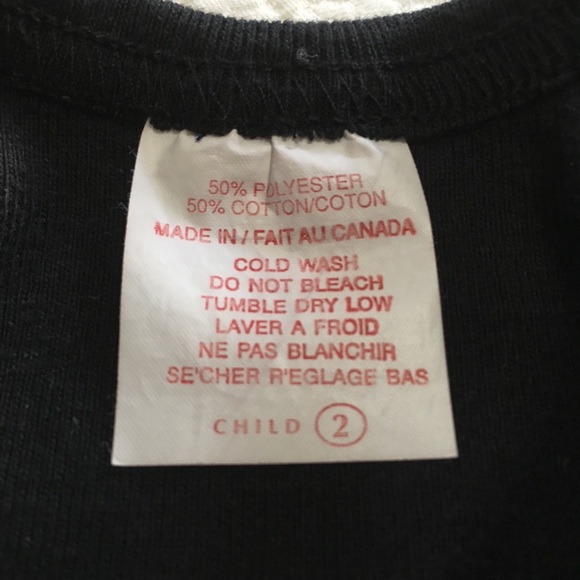 50% POLYESTER
50% COTTON/COTON
MADE IN / FAIT AU CANADA
COLD WASH
DO NOT BLEACH
TUMBLE DRY LOW
LAVER A FROID
NE PAS BLANCHIR
SE'CHER R'EGLAGE BAS
CHILD 2